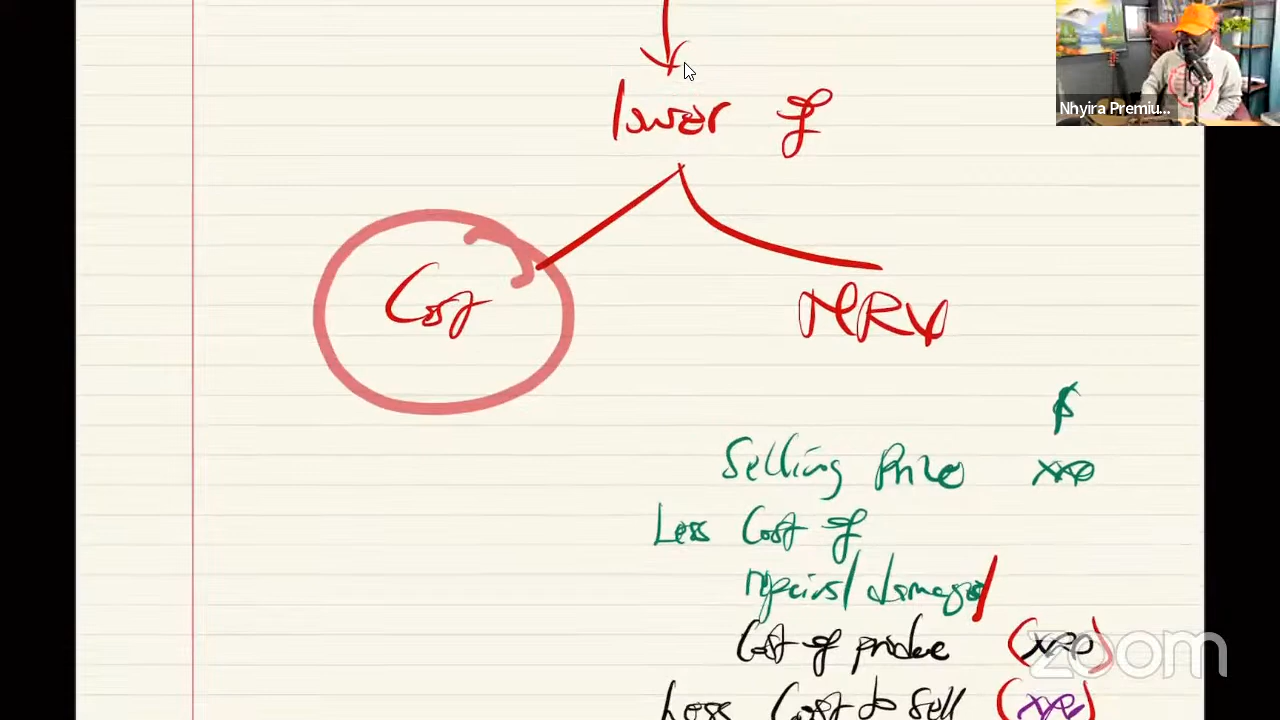 Nhyira Premiu...
lower of
Cost
NRV
$
Selling Price xxx
Less Cost of
repairs/damages/
Cost of produce (xxx)
Less Cost to sell (xxx)
zoom